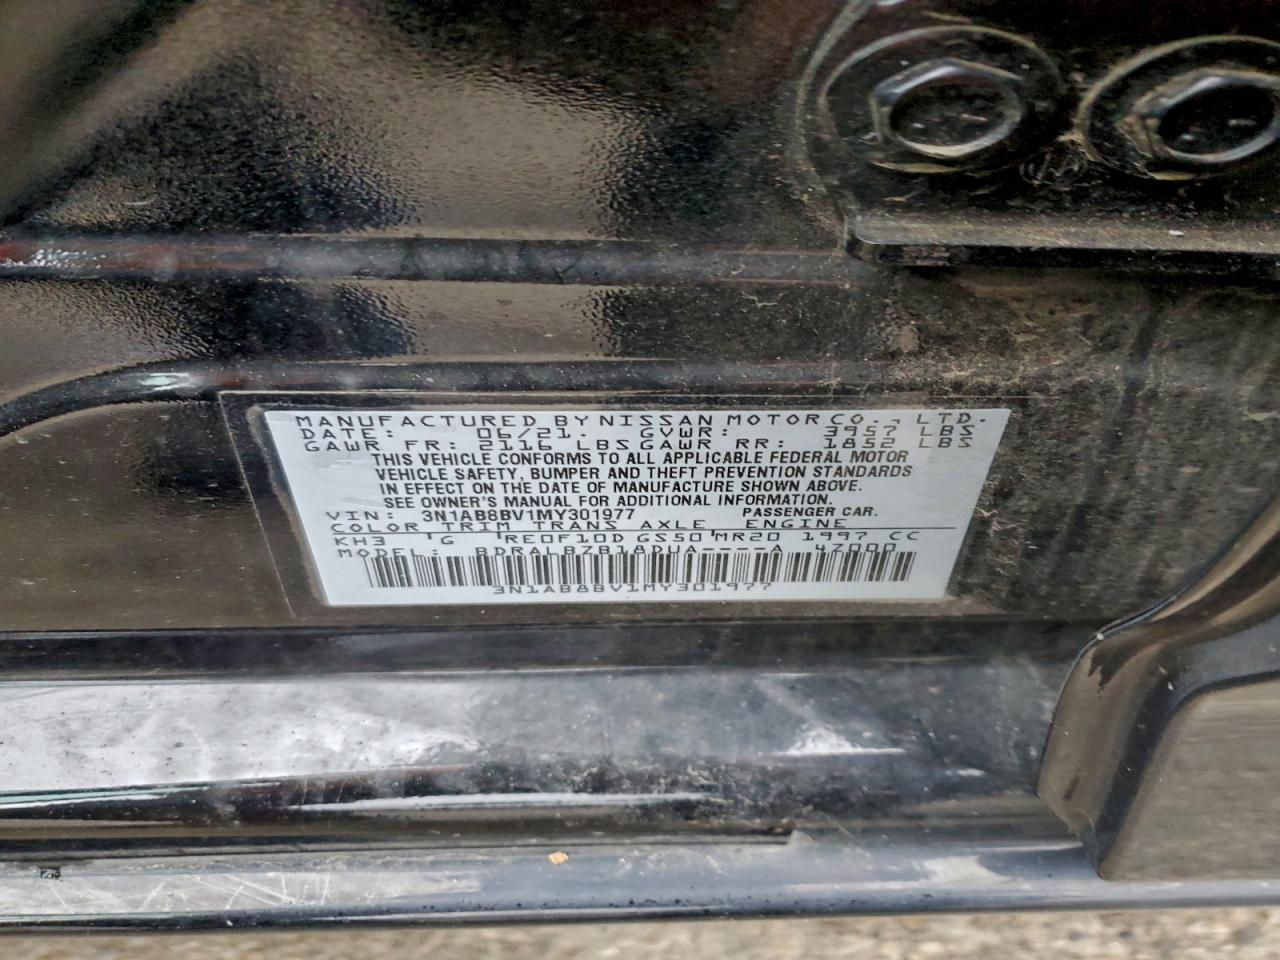 MANUFACTURED BY NISSAN MOTOR CO., LTD.
DATE: 06/21. GVWR: 3957 LBS
GAWR FR: 2116 LBS GAWR RR: 1852 LBS
THIS VEHICLE CONFORMS TO ALL APPLICABLE FEDERAL MOTOR
VEHICLE SAFETY, BUMPER AND THEFT PREVENTION STANDARDS
IN EFFECT ON THE DATE OF MANUFACTURE SHOWN ABOVE.
SEE OWNER'S MANUAL FOR ADDITIONAL INFORMATION.
VIN: 3N1AB8BV1MY301977 PASSENGER CAR.
COLOR TRIM TRANS AXLE ENGINE
KH3 'G RE0F10D GS50 MR20 1997 CC
MODEL: BDRALBZB18DUA----A 47000
3N1AB8BV1MY301977